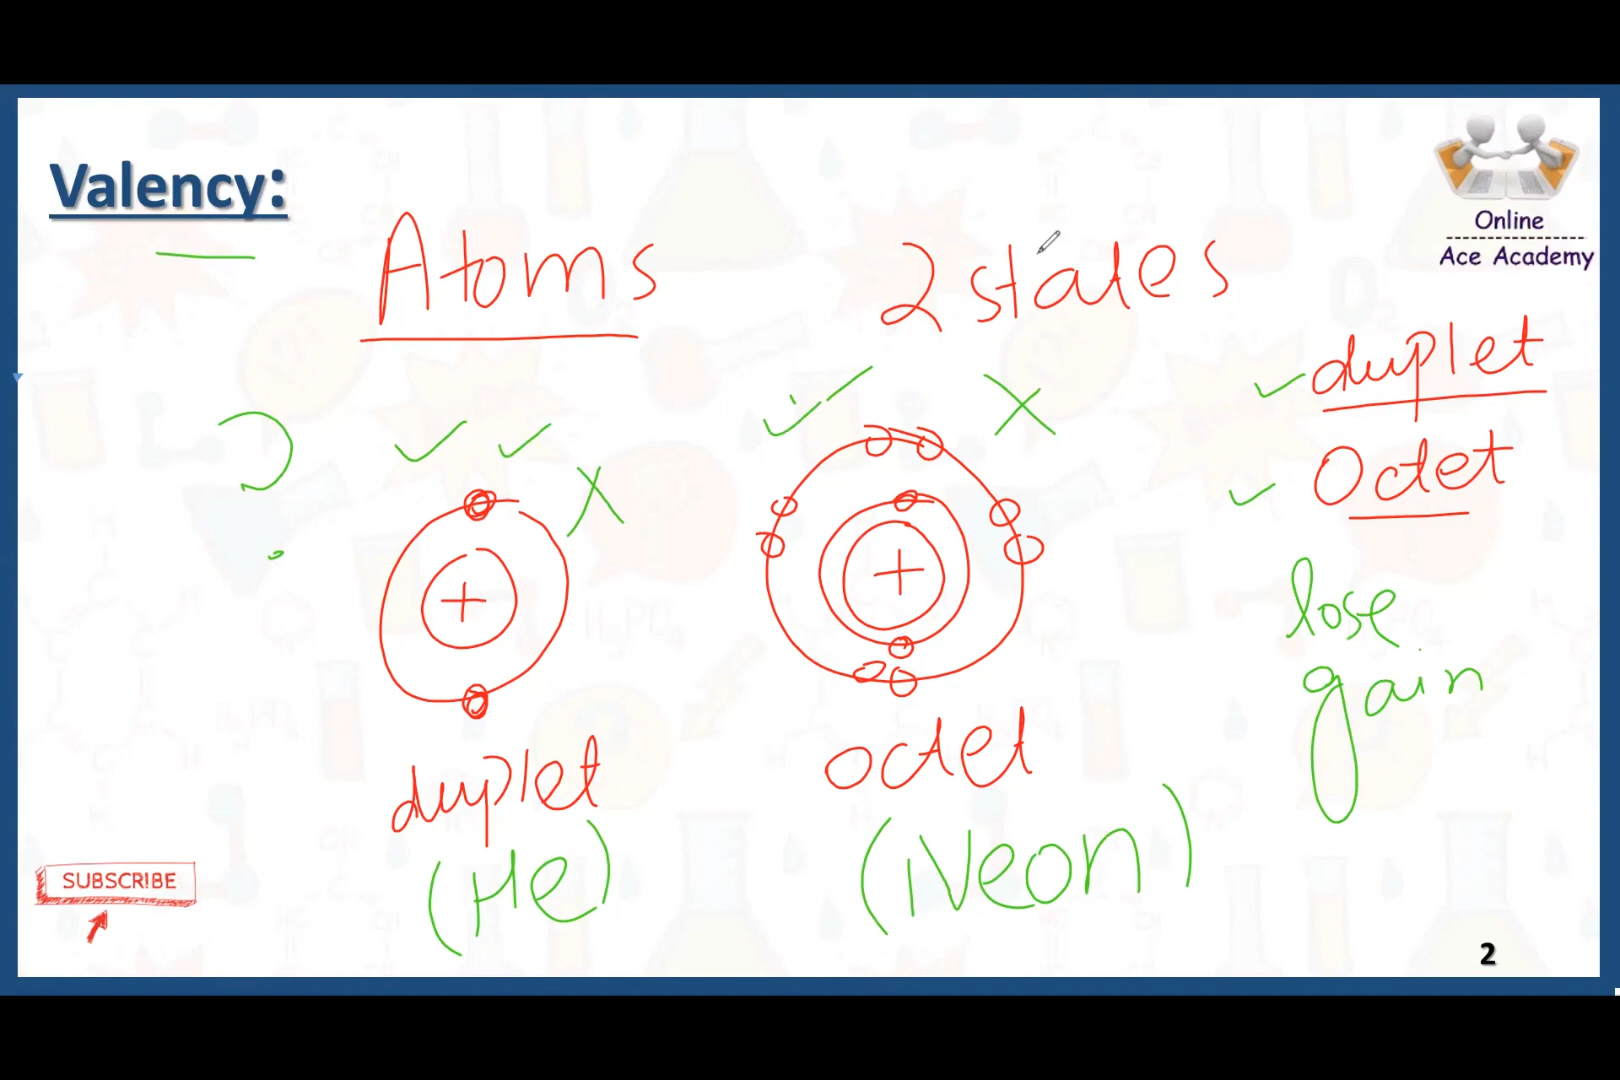 Valency:
Online
Ace Academy
Atoms
2 states
duplet
Octet
?
lose
gain
duplet
octet
(He)
(Neon)
SUBSCRIBE
2